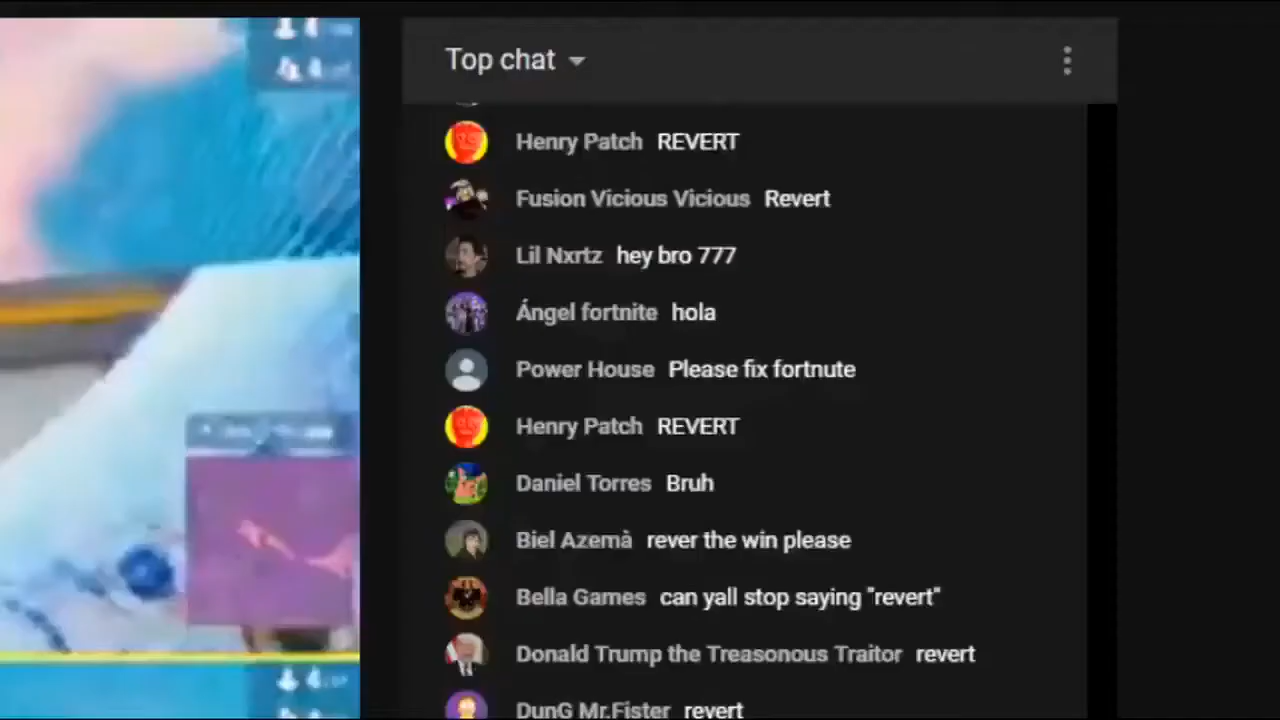 Top chat
Henry Patch REVERT
Fusion Vicious Vicious Revert
Lil Nxrtz hey bro 777
Ángel fortnite hola
Power House Please fix fortnute
Henry Patch REVERT
Daniel Torres Bruh
Biel Azemà rever the win please
Bella Games can yall stop saying "revert"
Donald Trump the Treasonous Traitor revert
DunG Mr.Fister revert